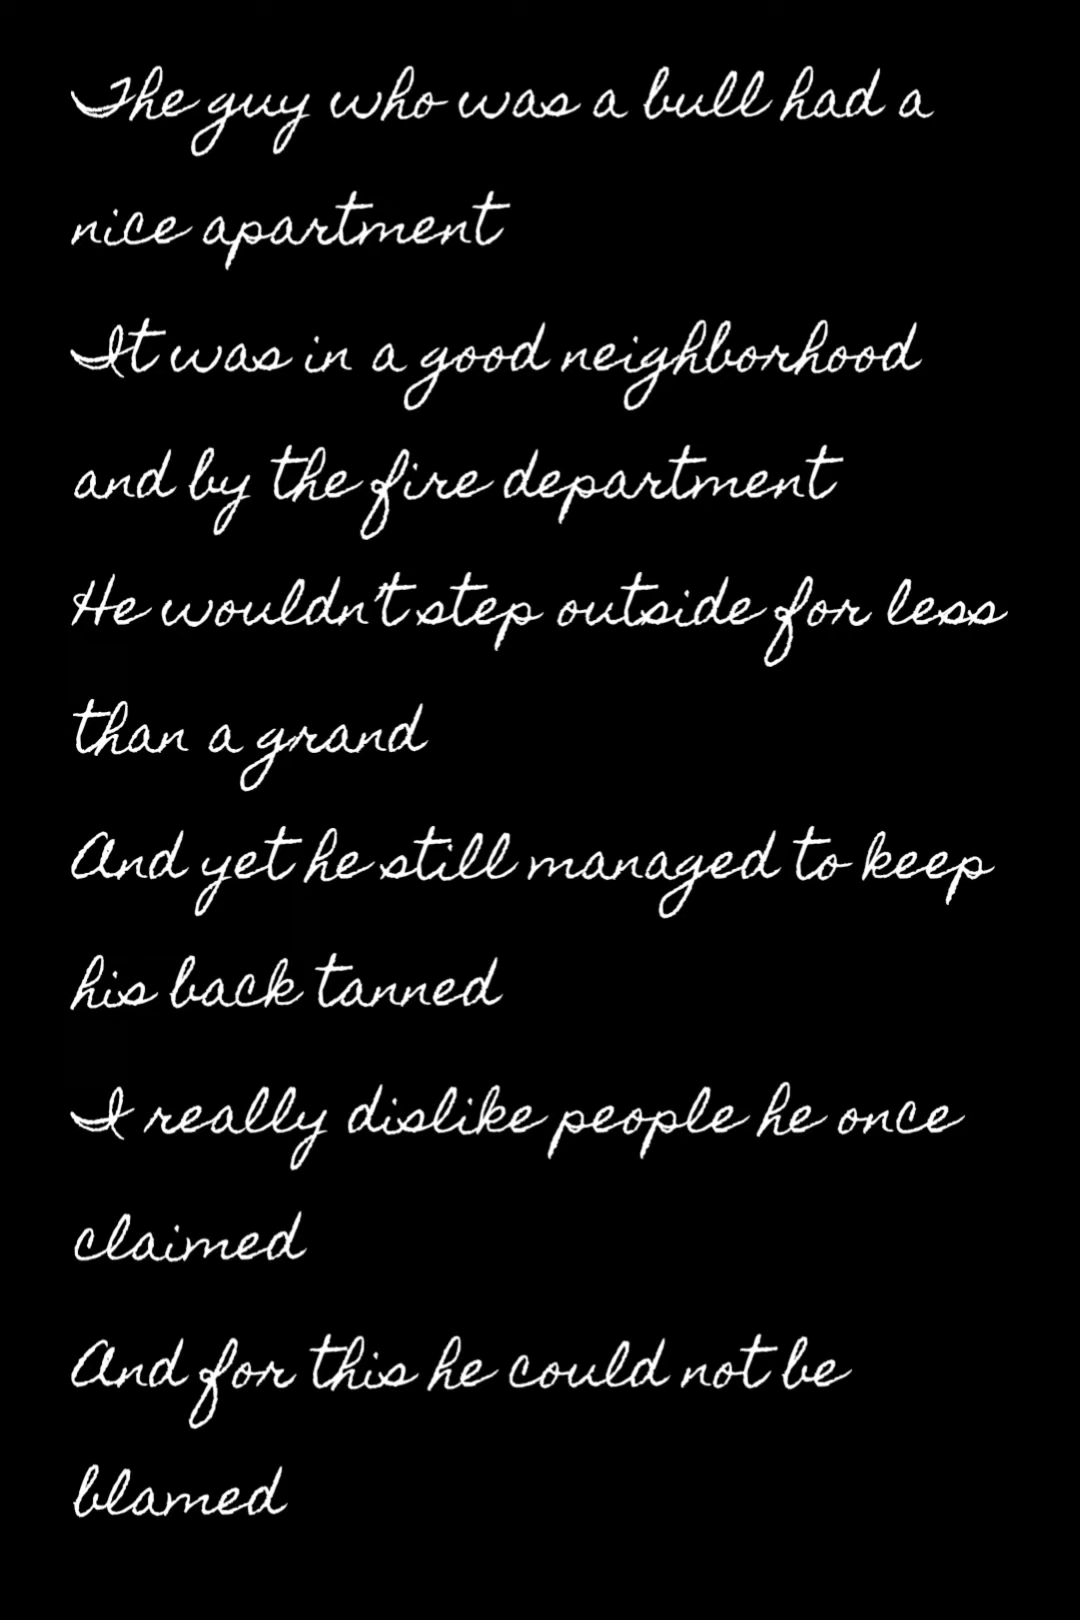 The guy who was a bull had a
nice apartment
It was in a good neighborhood
and by the fire department
He wouldn't step outside for less
than a grand
And yet he still managed to keep
his back tanned
I really dislike people he once
claimed
And for this he could not be
blamed